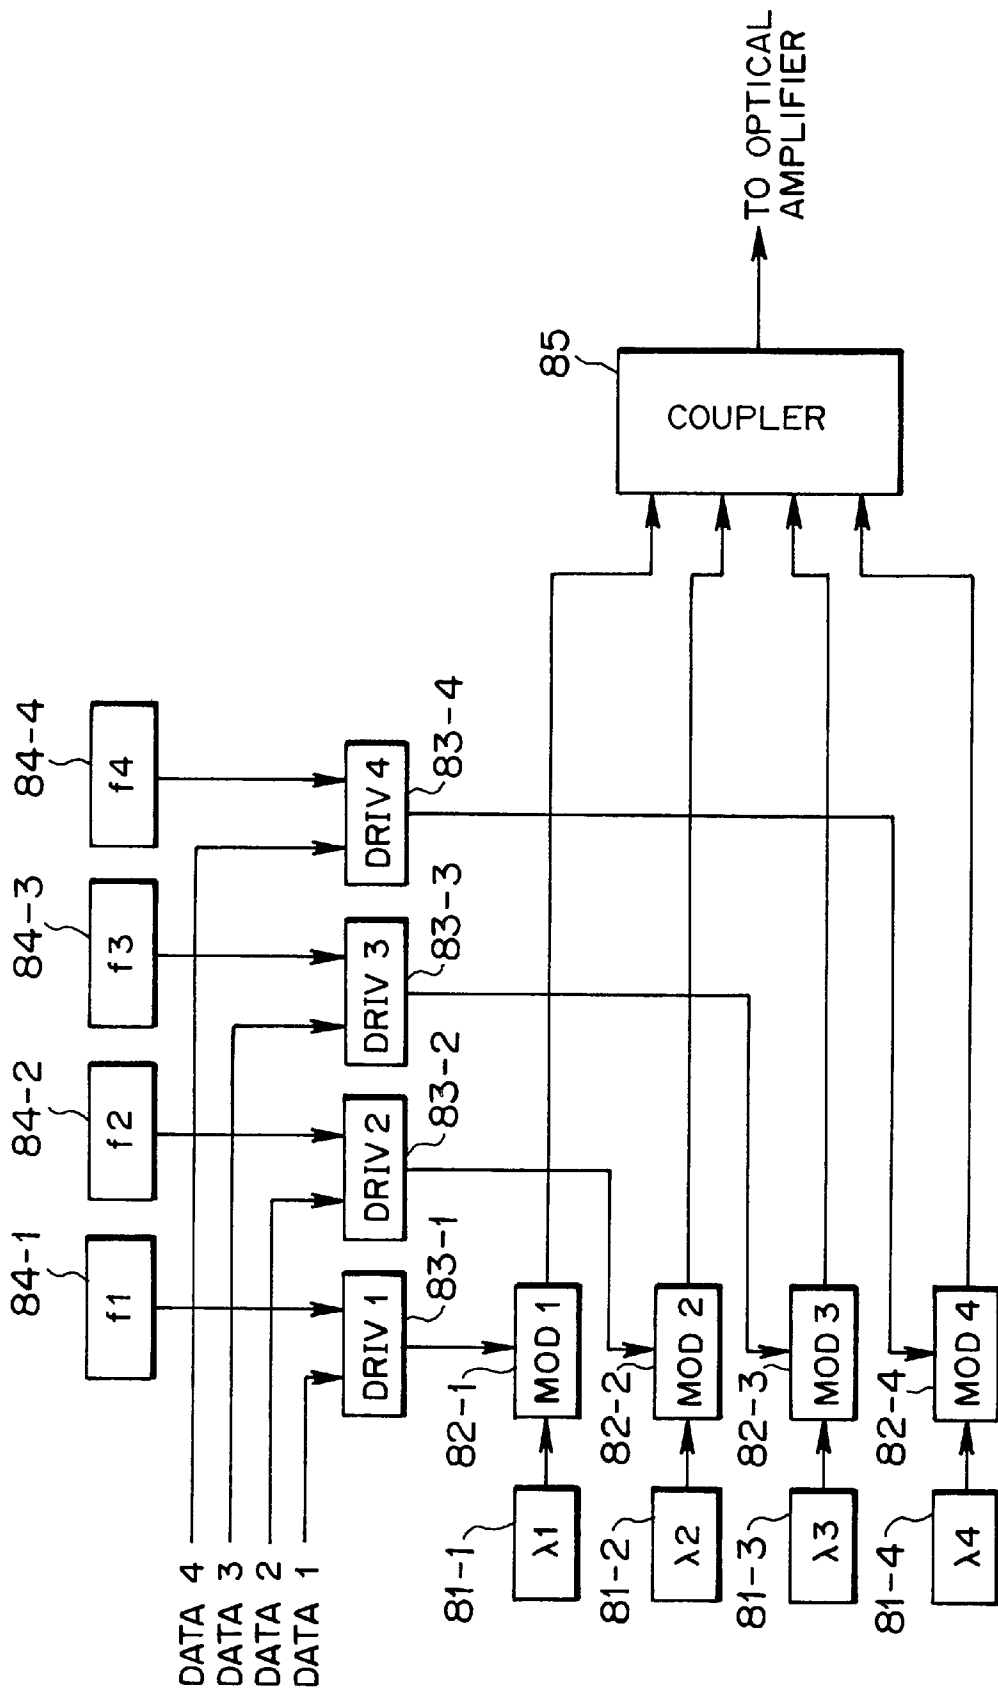 84-1
84-2
84-3
84-4
f1
f2
f3
f4
DATA 4
DATA 3
DATA 2
DATA 1
DRIV 1
DRIV 2
DRIV 3
DRIV 4
83-1
83-2
83-3
83-4
81-1
λ1
82-1
MOD 1
81-2
λ2
82-2
MOD 2
81-3
λ3
82-3
MOD 3
81-4
λ4
82-4
MOD 4
85
COUPLER
TO OPTICAL
AMPLIFIER